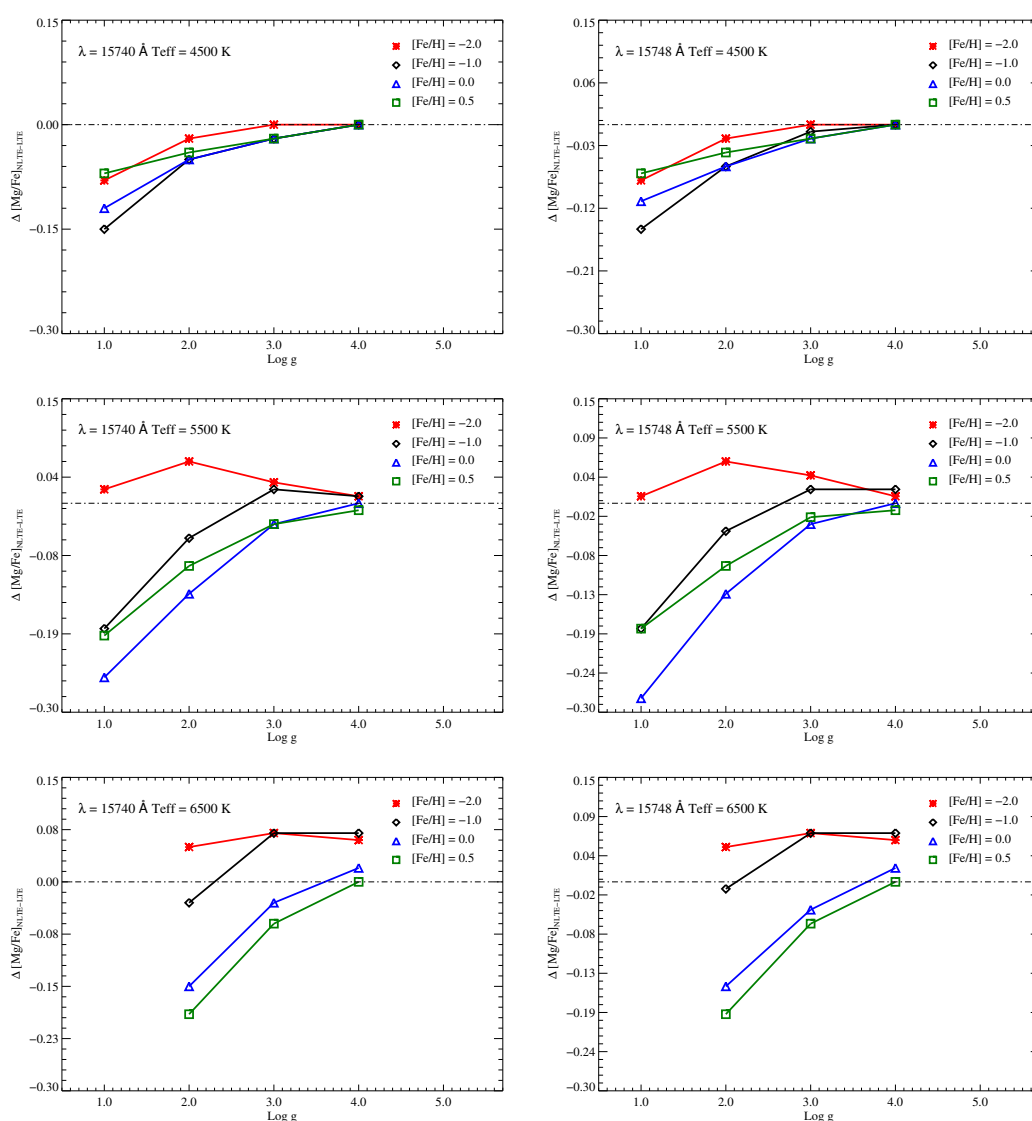 λ = 15740 Å Teff = 4500 K
[Fe/H] = −2.0
[Fe/H] = −1.0
[Fe/H] = 0.0
[Fe/H] = 0.5
0.15
0.00
−0.15
−0.30
Δ [Mg/Fe]NLTE−LTE
1.0 2.0 3.0 4.0 5.0
Log g
λ = 15748 Å Teff = 4500 K
[Fe/H] = −2.0
[Fe/H] = −1.0
[Fe/H] = 0.0
[Fe/H] = 0.5
0.15
0.06
−0.03
−0.12
−0.21
−0.30
Δ [Mg/Fe]NLTE−LTE
1.0 2.0 3.0 4.0 5.0
Log g
λ = 15740 Å Teff = 5500 K
[Fe/H] = −2.0
[Fe/H] = −1.0
[Fe/H] = 0.0
[Fe/H] = 0.5
0.15
0.04
−0.08
−0.19
−0.30
Δ [Mg/Fe]NLTE−LTE
1.0 2.0 3.0 4.0 5.0
Log g
λ = 15748 Å Teff = 5500 K
[Fe/H] = −2.0
[Fe/H] = −1.0
[Fe/H] = 0.0
[Fe/H] = 0.5
0.15
0.09
0.04
−0.02
−0.08
−0.13
−0.19
−0.24
−0.30
Δ [Mg/Fe]NLTE−LTE
1.0 2.0 3.0 4.0 5.0
Log g
λ = 15740 Å Teff = 6500 K
[Fe/H] = −2.0
[Fe/H] = −1.0
[Fe/H] = 0.0
[Fe/H] = 0.5
0.15
0.08
0.00
−0.08
−0.15
−0.23
−0.30
Δ [Mg/Fe]NLTE−LTE
1.0 2.0 3.0 4.0 5.0
Log g
λ = 15748 Å Teff = 6500 K
[Fe/H] = −2.0
[Fe/H] = −1.0
[Fe/H] = 0.0
[Fe/H] = 0.5
0.15
0.09
0.04
−0.02
−0.08
−0.13
−0.19
−0.24
−0.30
Δ [Mg/Fe]NLTE−LTE
1.0 2.0 3.0 4.0 5.0
Log g